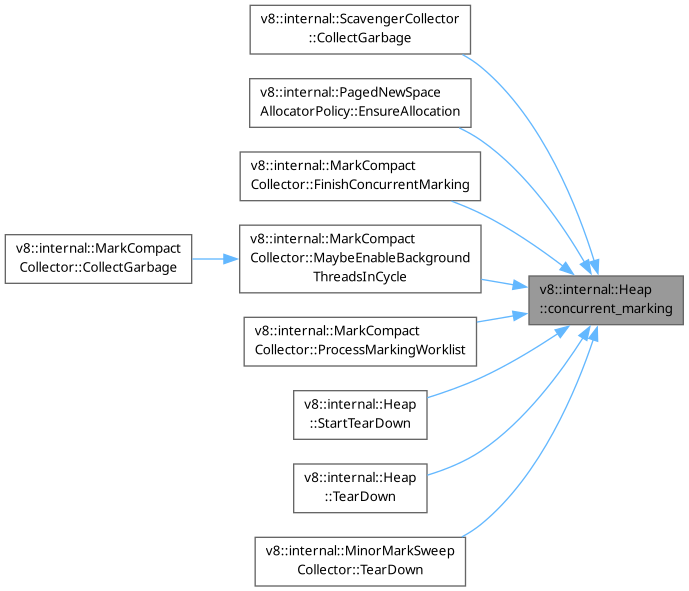 v8::internal::ScavengerCollector
::CollectGarbage
v8::internal::PagedNewSpace
AllocatorPolicy::EnsureAllocation
v8::internal::MarkCompact
Collector::FinishConcurrentMarking
v8::internal::MarkCompact
Collector::MaybeEnableBackground
ThreadsInCycle
v8::internal::MarkCompact
Collector::CollectGarbage
v8::internal::Heap
::concurrent_marking
v8::internal::MarkCompact
Collector::ProcessMarkingWorklist
v8::internal::Heap
::StartTearDown
v8::internal::Heap
::TearDown
v8::internal::MinorMarkSweep
Collector::TearDown